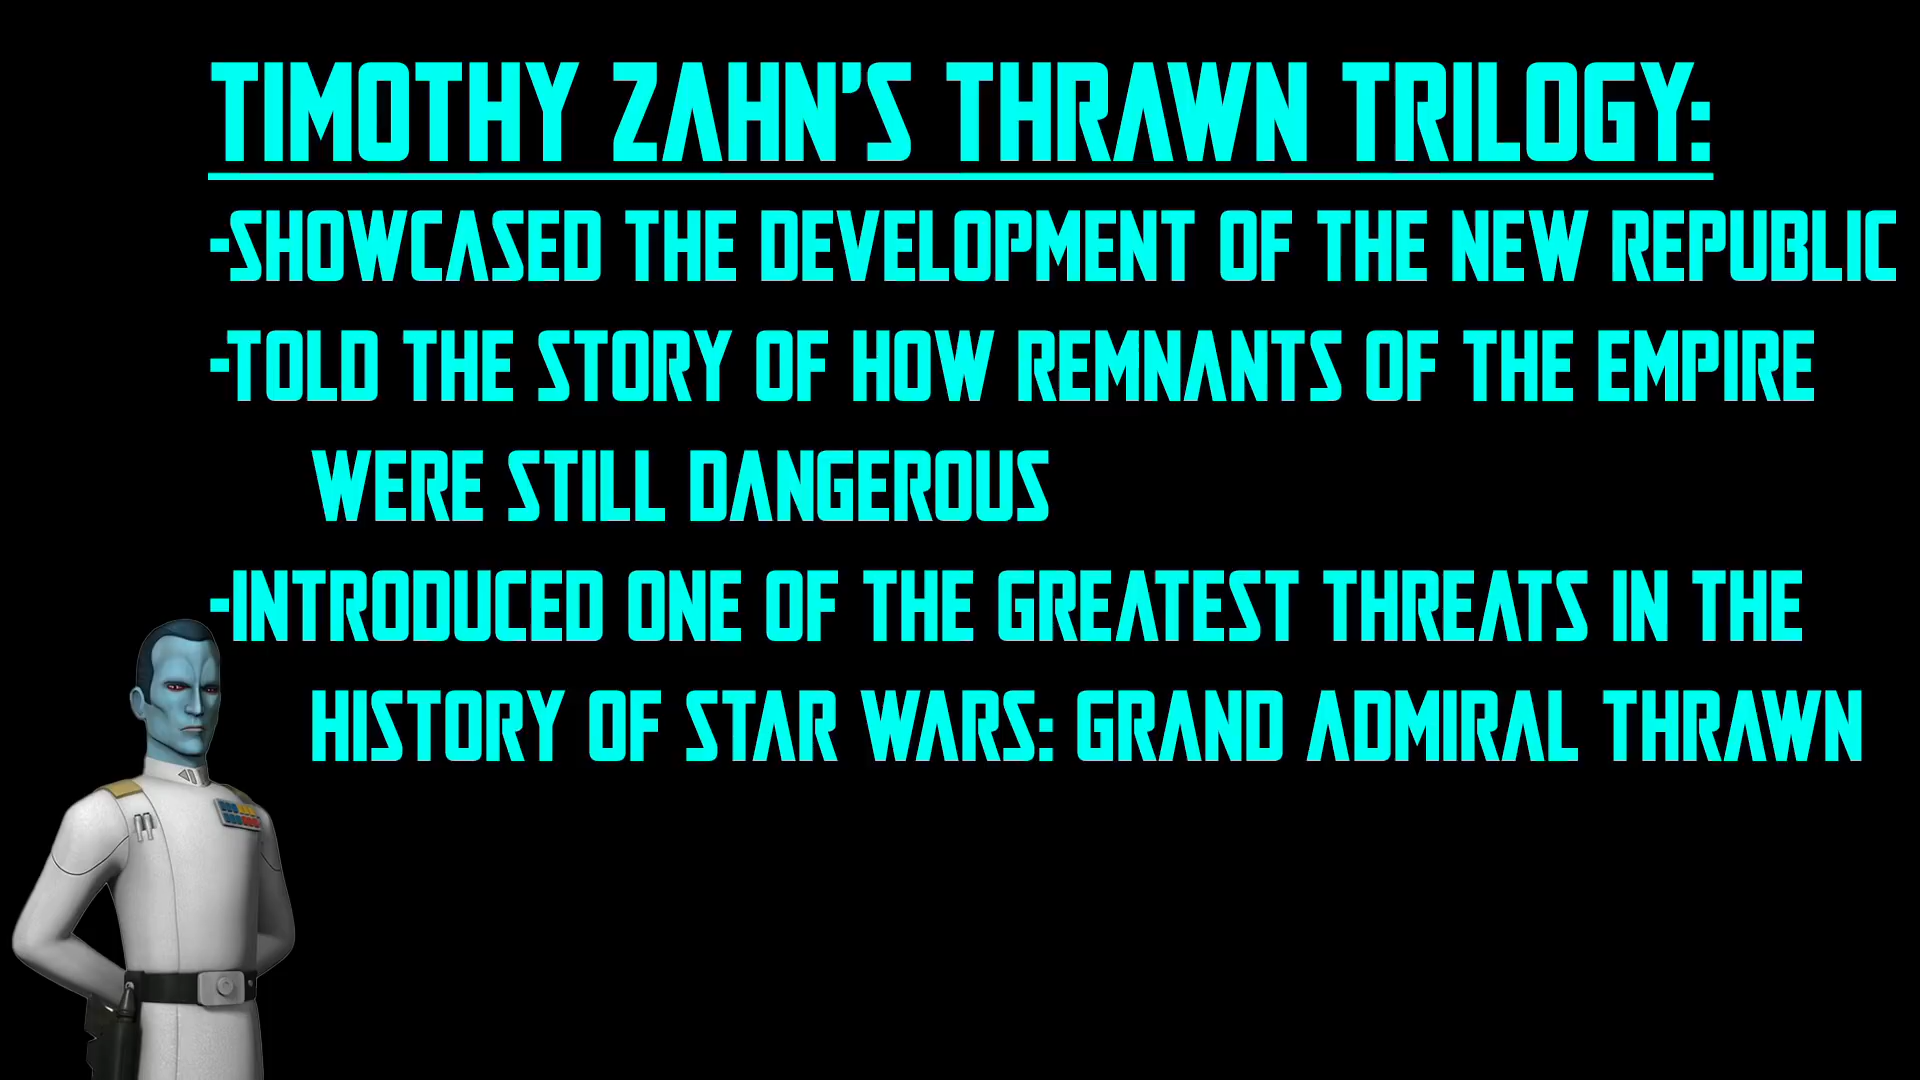 TIMOTHY ZAHN'S THRAWN TRILOGY:
-SHOWCASED THE DEVELOPMENT OF THE NEW REPUBLIC
-TOLD THE STORY OF HOW REMNANTS OF THE EMPIRE
WERE STILL DANGEROUS
-INTRODUCED ONE OF THE GREATEST THREATS IN THE
HISTORY OF STAR WARS: GRAND ADMIRAL THRAWN